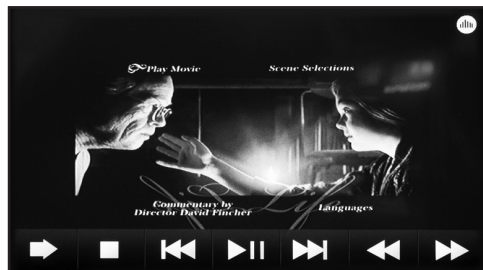 Play Movie
Scene Selections
Commentary by
Director David Fincher
Languages